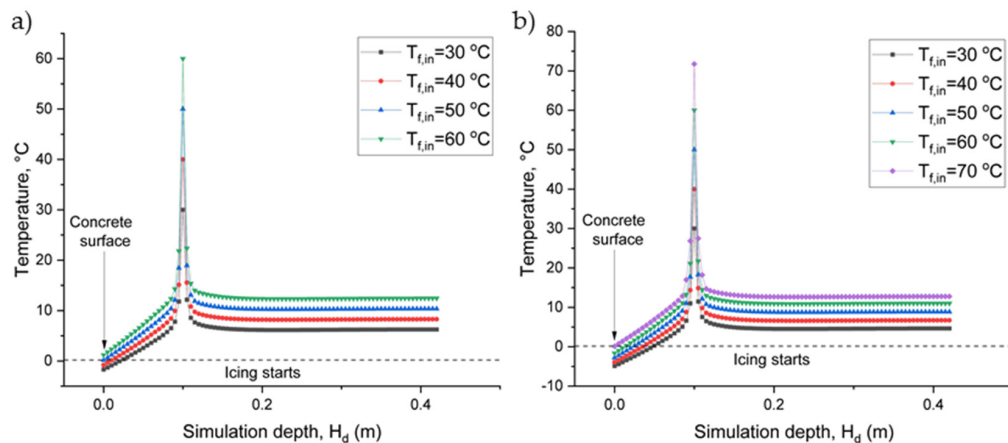 a)
Temperature, °C
60
50
40
30
20
10
0
T_f,in=30 °C
T_f,in=40 °C
T_f,in=50 °C
T_f,in=60 °C
Concrete
surface
Icing starts
0.0
0.2
0.4
Simulation depth, H_d (m)
b)
Temperature, °C
80
70
60
50
40
30
20
10
0
-10
T_f,in=30 °C
T_f,in=40 °C
T_f,in=50 °C
T_f,in=60 °C
T_f,in=70 °C
Concrete
surface
Icing starts
0.0
0.2
0.4
Simulation depth, H_d (m)